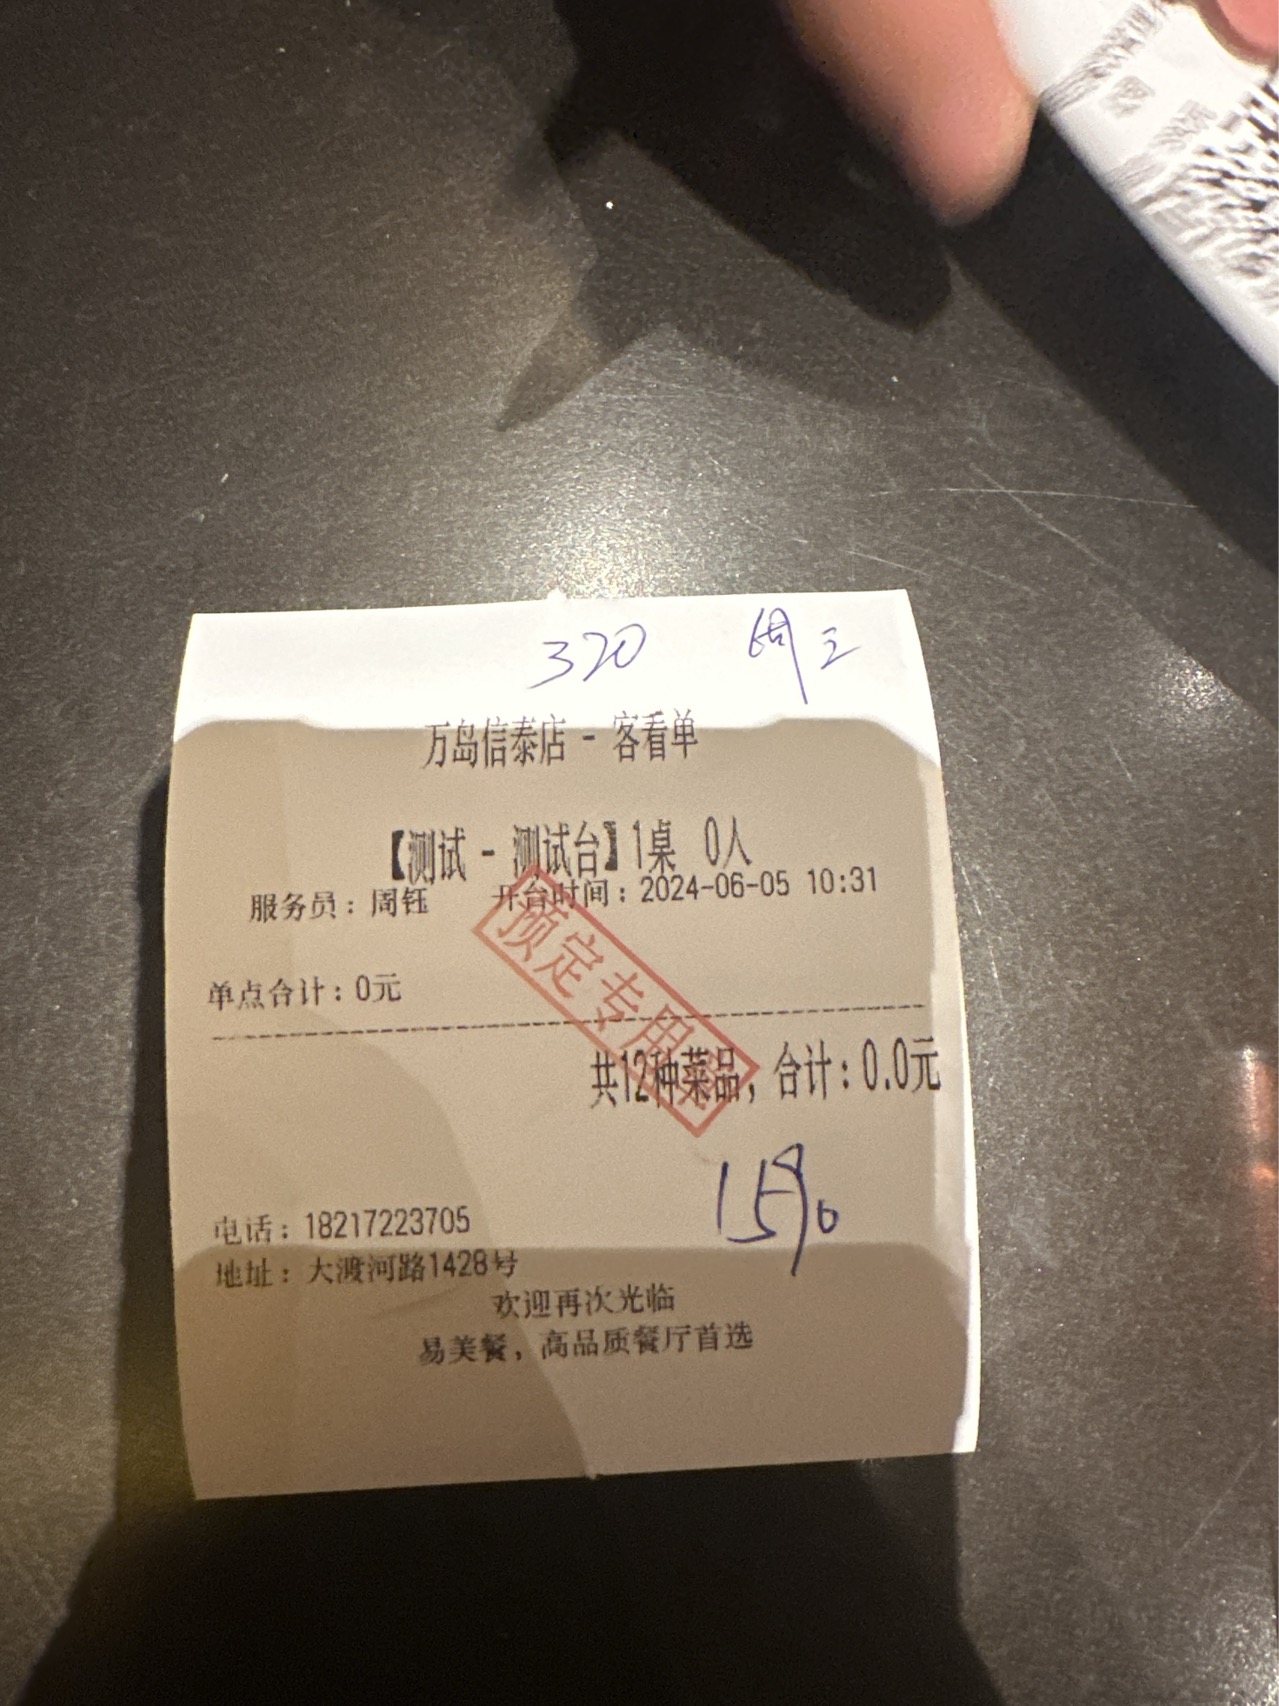 320 周三
万岛信泰店 - 客看单
【测试 - 测试台】1桌 0人
服务员：周钰 开台时间：2024-06-05 10:31
预定专用
单点合计：0元
共12种菜品，合计：0.0元
电话：18217223705
地址：大渡河路1428号
欢迎再次光临
易美餐，高品质餐厅首选